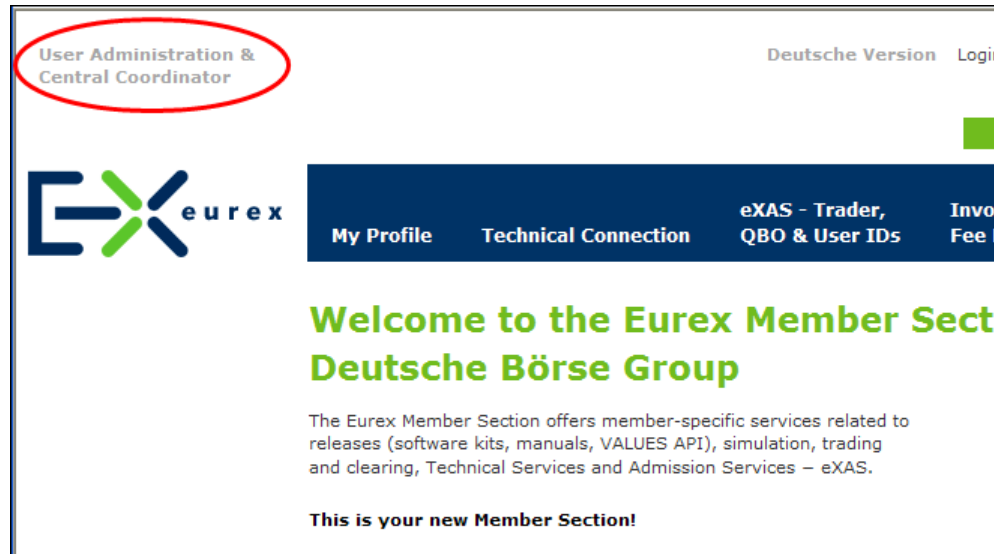 User Administration &
Central Coordinator
Deutsche Version
eurex
My Profile
Technical Connection
eXAS - Trader,
QBO & User IDs
Fee
Welcome to the Eurex Member
Deutsche Börse Group
The Eurex Member Section offers member-specific services related to
releases (software kits, manuals, VALUES API), simulation, trading
and clearing, Technical Services and Admission Services – eXAS.
This is your new Member Section!